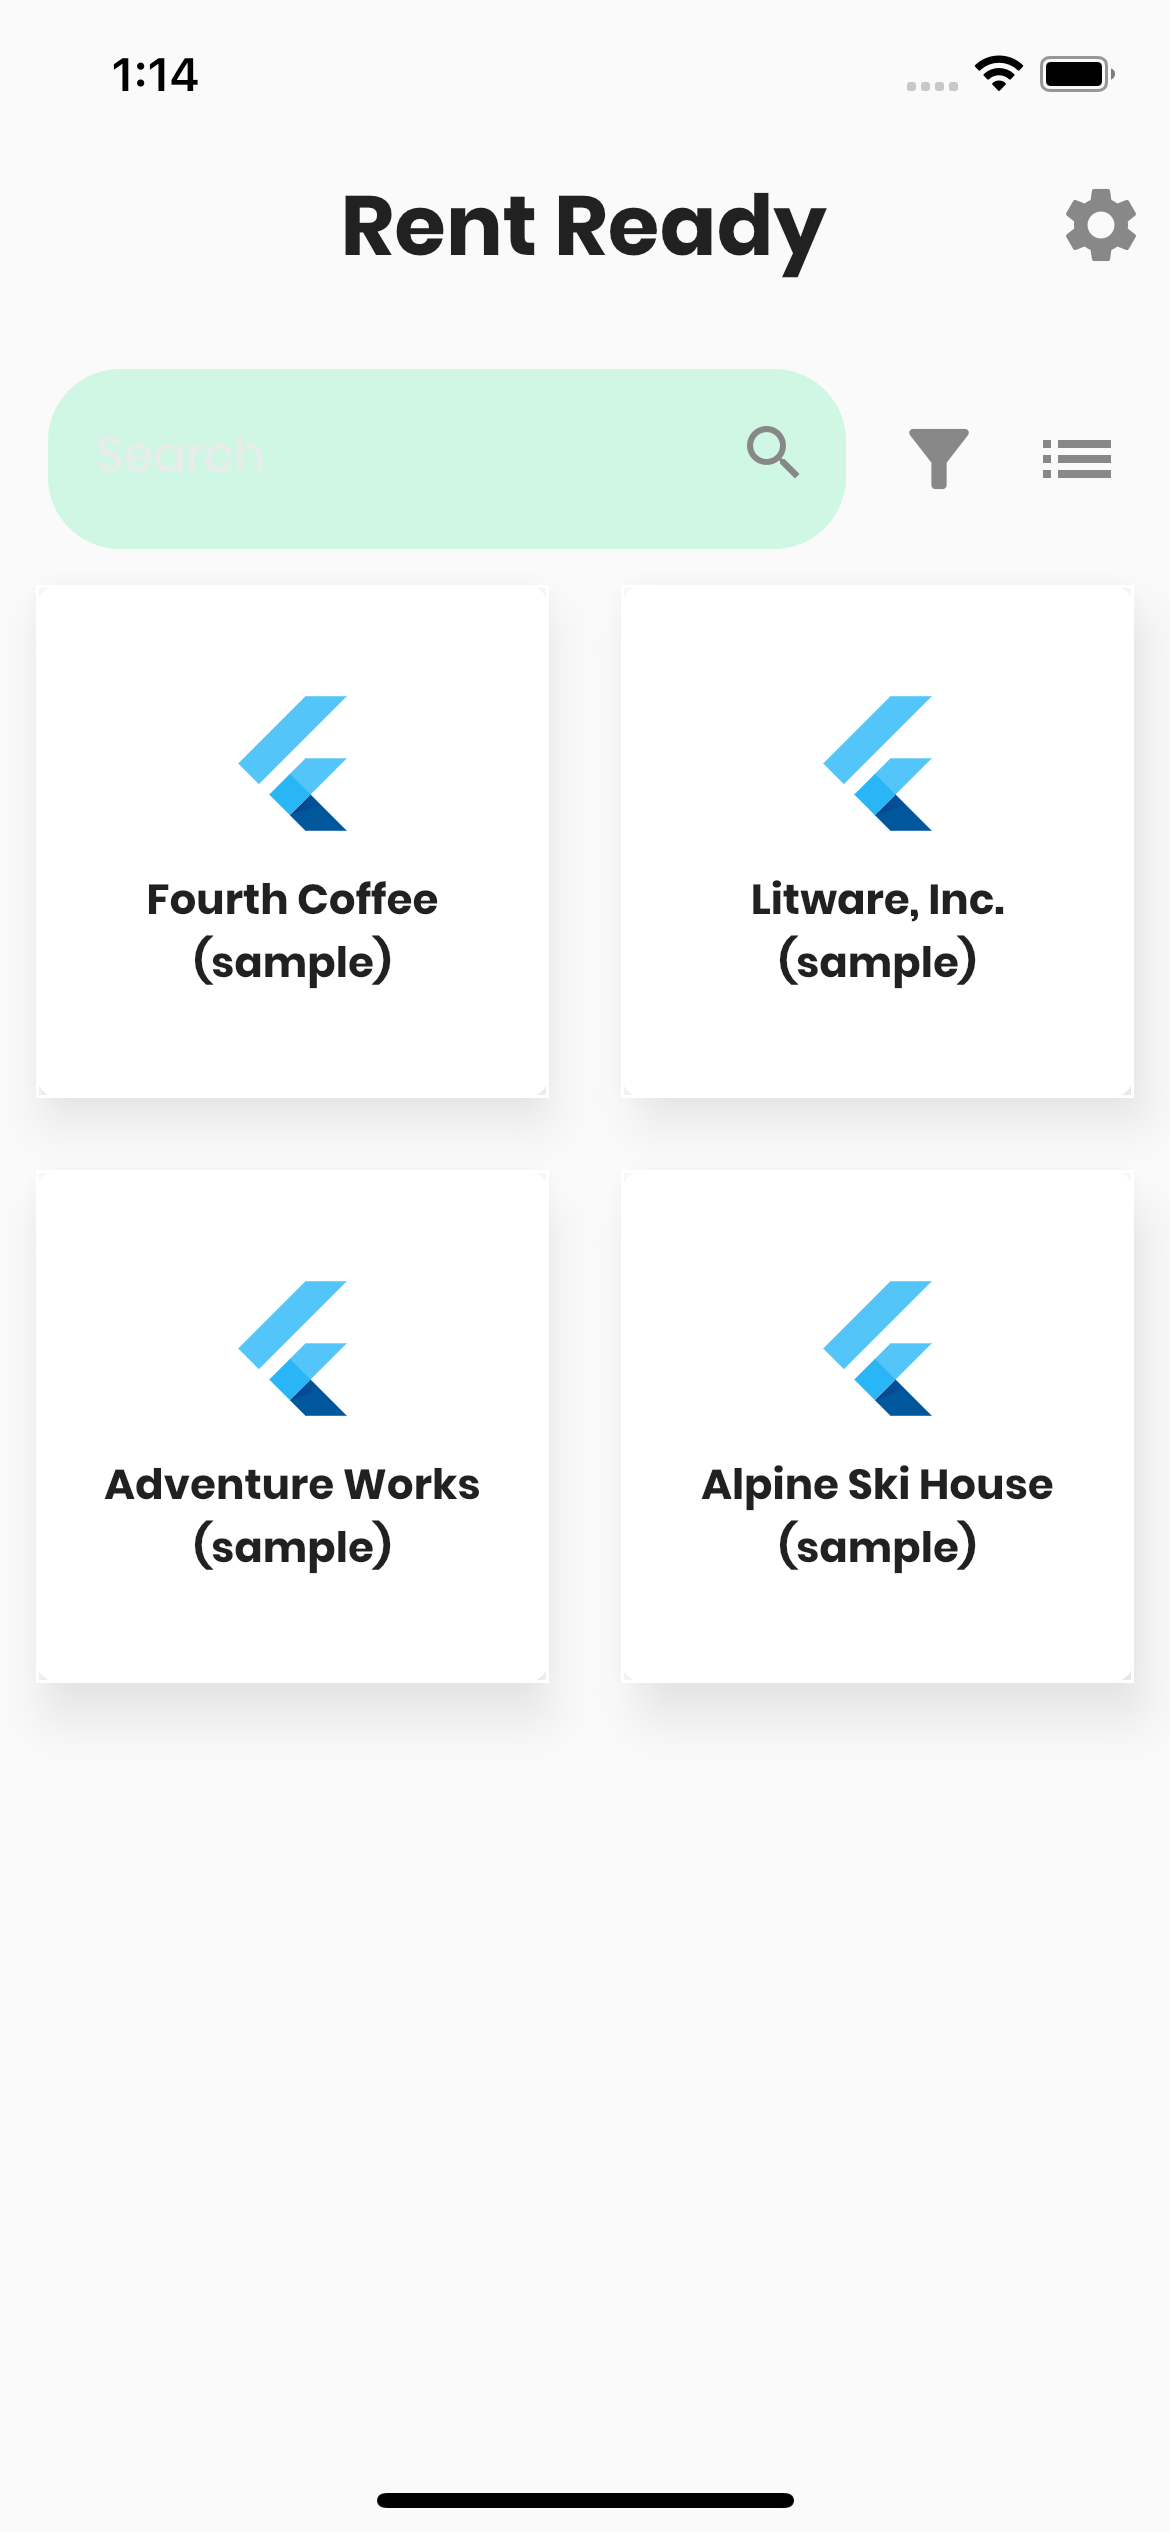 1:14
Rent Ready
Search
Fourth Coffee
(sample)
Litware, Inc.
(sample)
Adventure Works
(sample)
Alpine Ski House
(sample)